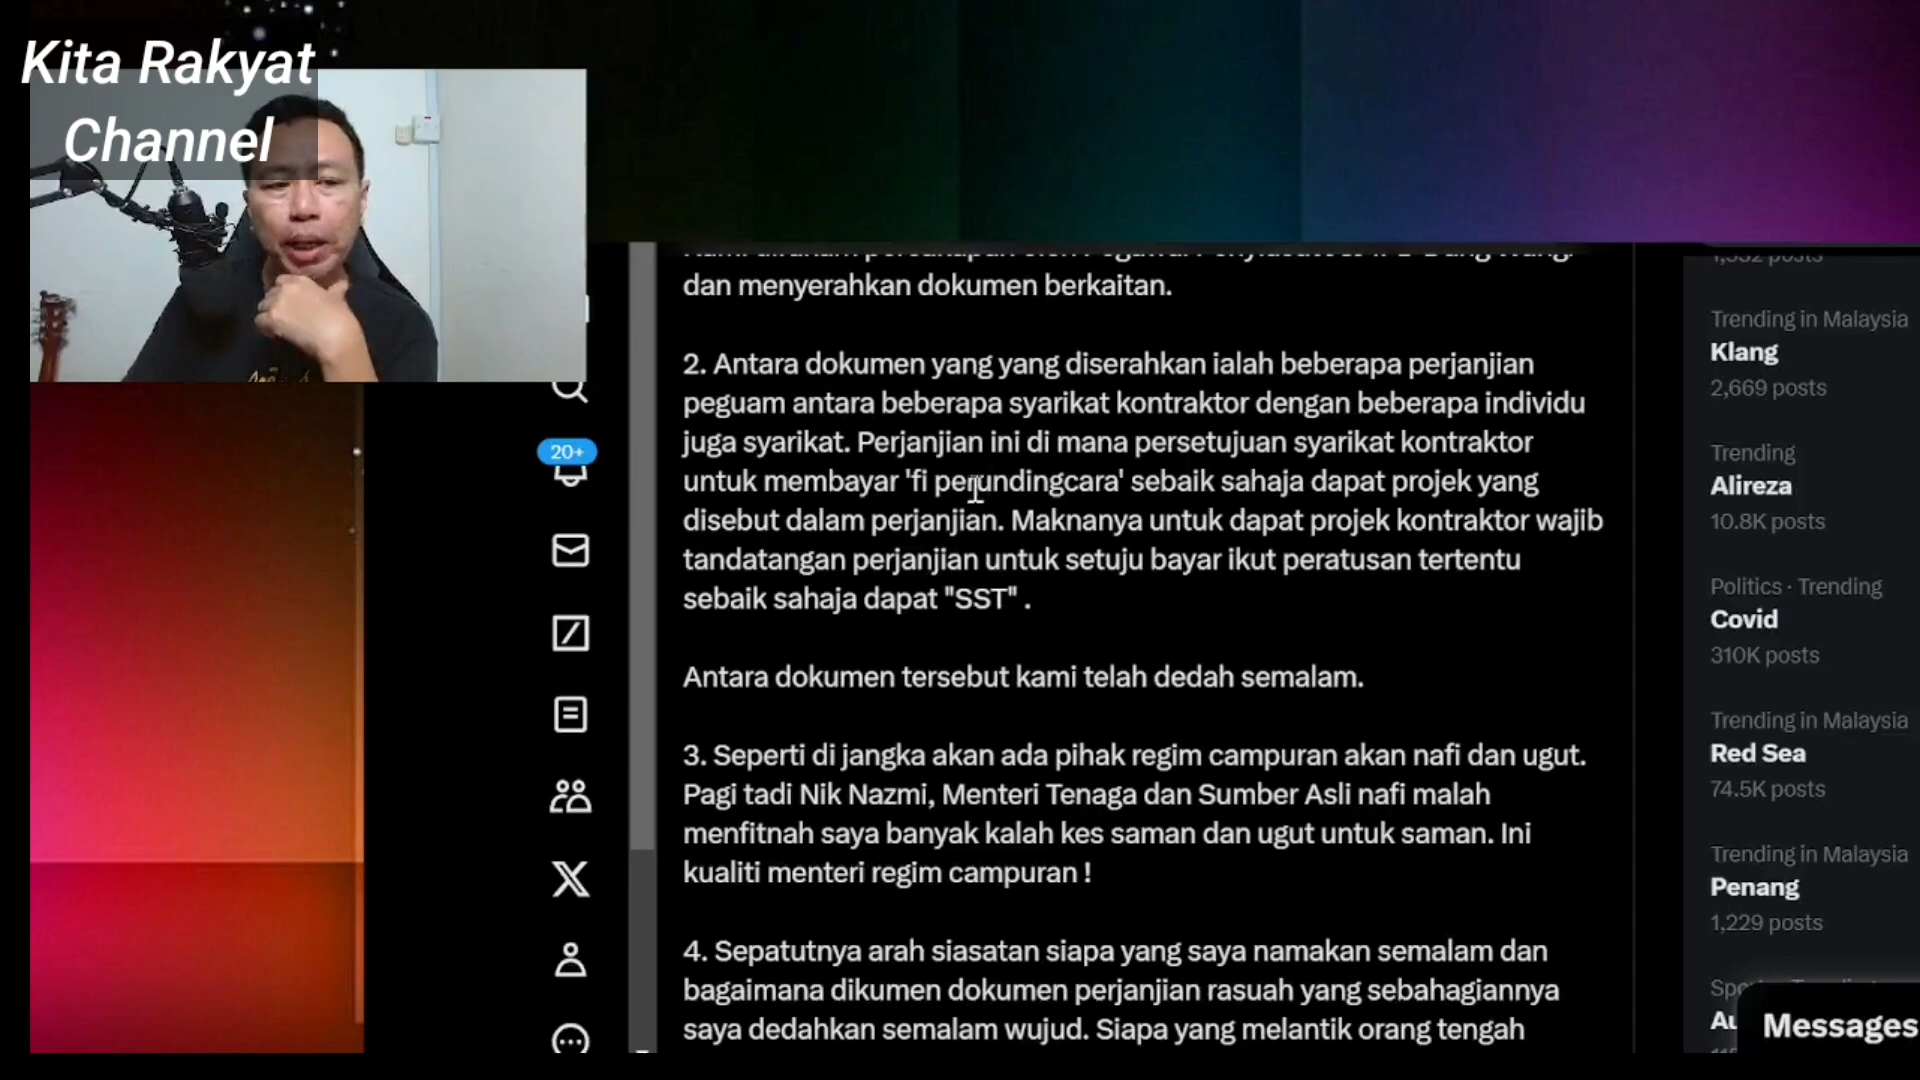 Kita Rakyat
Channel
dan menyerahkan dokumen berkaitan.
2. Antara dokumen yang yang diserahkan ialah beberapa perjanjian
peguam antara beberapa syarikat kontraktor dengan beberapa individu
juga syarikat. Perjanjian ini di mana persetujuan syarikat kontraktor
untuk membayar 'fi perundingcara' sebaik sahaja dapat projek yang
disebut dalam perjanjian. Maknanya untuk dapat projek kontraktor wajib
tandatangan perjanjian untuk setuju bayar ikut peratusan tertentu
sebaik sahaja dapat "SST" .
Antara dokumen tersebut kami telah dedah semalam.
3. Seperti di jangka akan ada pihak regim campuran akan nafi dan ugut.
Pagi tadi Nik Nazmi, Menteri Tenaga dan Sumber Asli nafi malah
menfitnah saya banyak kalah kes saman dan ugut untuk saman. Ini
kualiti menteri regim campuran !
4. Sepatutnya arah siasatan siapa yang saya namakan semalam dan
bagaimana dikumen dokumen perjanjian rasuah yang sebahagiannya
saya dedahkan semalam wujud. Siapa yang melantik orang tengah
20+
posts
Trending in Malaysia
Klang
2,669 posts
Trending
Alireza
10.8K posts
Politics · Trending
Covid
310K posts
Trending in Malaysia
Red Sea
74.5K posts
Trending in Malaysia
Penang
1,229 posts
Messages